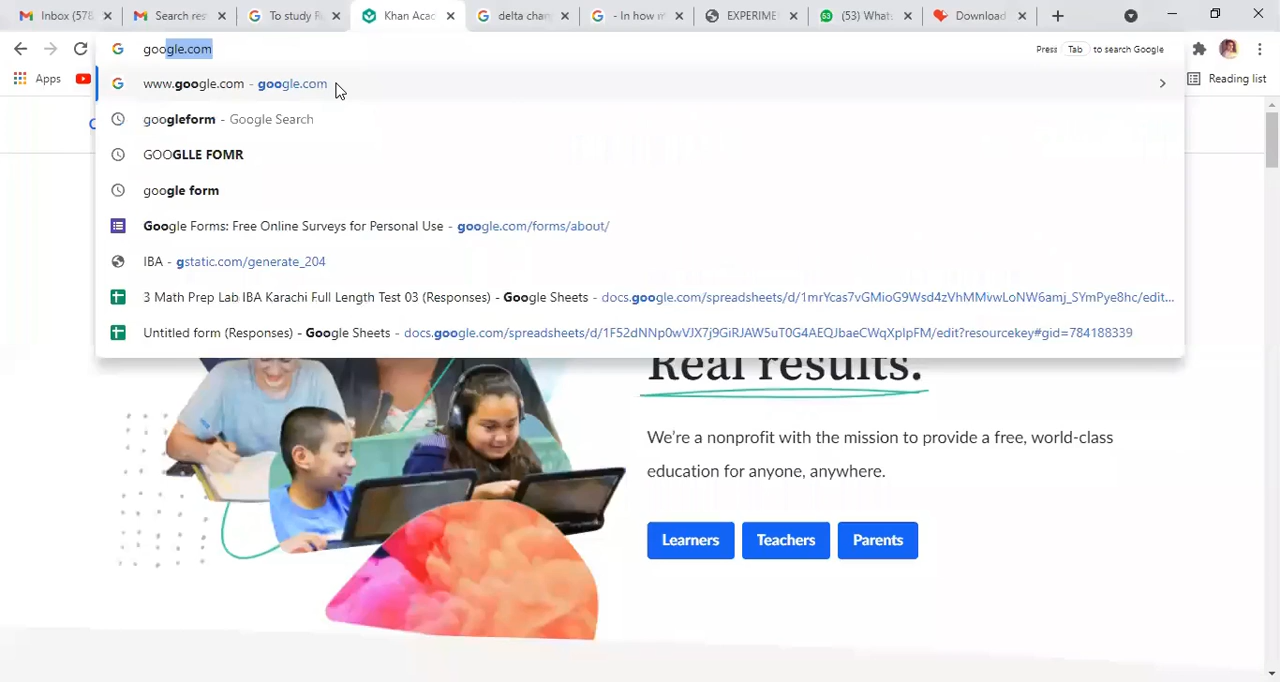 Inbox (578
Search res
To study R
Khan Acac
delta chan
- In how m
EXPERIME
(53) What
Download
google.com
Press Tab to search Google
Apps
www.google.com - google.com
Reading list
googleform - Google Search
GOOGLLE FOMR
google form
Google Forms: Free Online Surveys for Personal Use - google.com/forms/about/
IBA - gstatic.com/generate_204
3 Math Prep Lab IBA Karachi Full Length Test 03 (Responses) - Google Sheets - docs.google.com/spreadsheets/d/1mrYcas7vGMioG9Wsd4zVhMMvwLoNW6amj_SYmPye8hc/edit...
Untitled form (Responses) - Google Sheets - docs.google.com/spreadsheets/d/1F52dNNp0wVJX7j9GiRJAW5uT0G4AEQJbaeCWqXplpFM/edit?resourcekey#gid=784188339
Real results.
We're a nonprofit with the mission to provide a free, world-class
education for anyone, anywhere.
Learners
Teachers
Parents